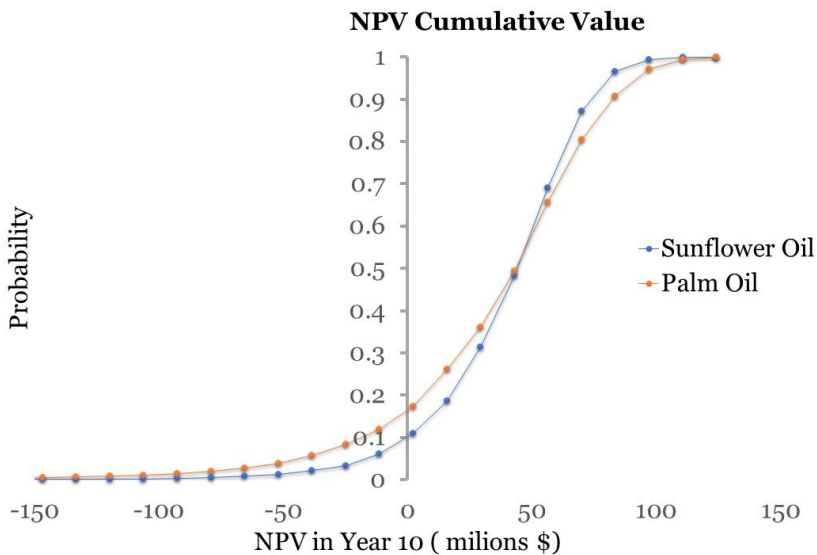 NPV Cumulative Value
1
0.9
0.8
0.7
0.6
0.5
0.4
0.3
0.2
0.1
0
Probability
Sunflower Oil
Palm Oil
-150 -100 -50 0 50 100 150
NPV in Year 10 ( milions $)